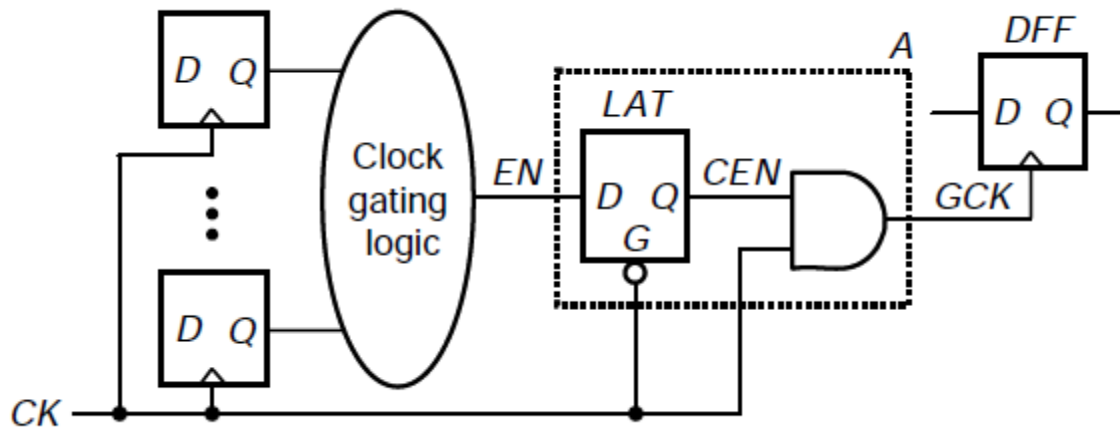 D Q
Clock
gating
logic
EN
LAT
D Q
G
CEN
A
DFF
D Q
GCK
D Q
CK